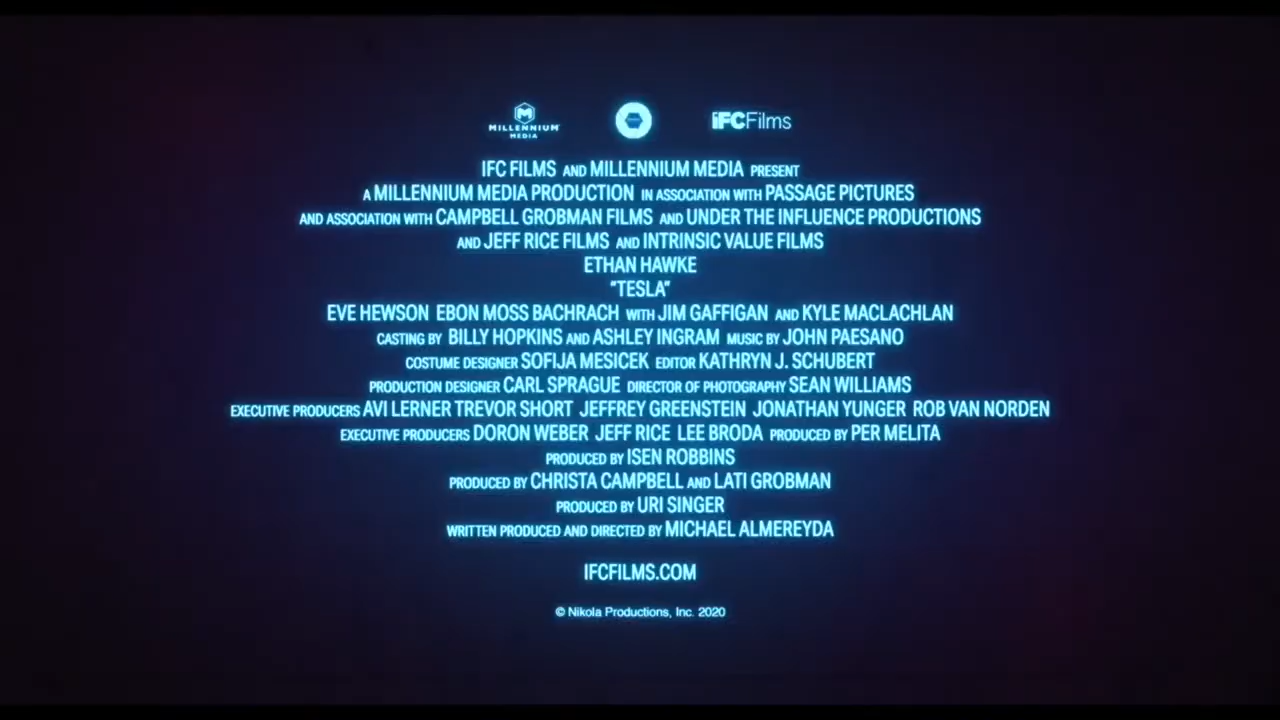 MILLENNIUM
MEDIA
IFCFilms
IFC FILMS AND MILLENNIUM MEDIA PRESENT
A MILLENNIUM MEDIA PRODUCTION IN ASSOCIATION WITH PASSAGE PICTURES
AND ASSOCIATION WITH CAMPBELL GROBMAN FILMS AND UNDER THE INFLUENCE PRODUCTIONS
AND JEFF RICE FILMS AND INTRINSIC VALUE FILMS
ETHAN HAWKE
"TESLA"
EVE HEWSON EBON MOSS BACHRACH WITH JIM GAFFIGAN AND KYLE MACLACHLAN
CASTING BY BILLY HOPKINS AND ASHLEY INGRAM MUSIC BY JOHN PAESANO
COSTUME DESIGNER SOFIJA MESICEK EDITOR KATHRYN J. SCHUBERT
PRODUCTION DESIGNER CARL SPRAGUE DIRECTOR OF PHOTOGRAPHY SEAN WILLIAMS
EXECUTIVE PRODUCERS AVI LERNER TREVOR SHORT JEFFREY GREENSTEIN JONATHAN YUNGER ROB VAN NORDEN
EXECUTIVE PRODUCERS DORON WEBER JEFF RICE LEE BRODA PRODUCED BY PER MELITA
PRODUCED BY ISEN ROBBINS
PRODUCED BY CHRISTA CAMPBELL AND LATI GROBMAN
PRODUCED BY URI SINGER
WRITTEN PRODUCED AND DIRECTED BY MICHAEL ALMEREYDA
IFCFILMS.COM
© Nikola Productions, Inc. 2020